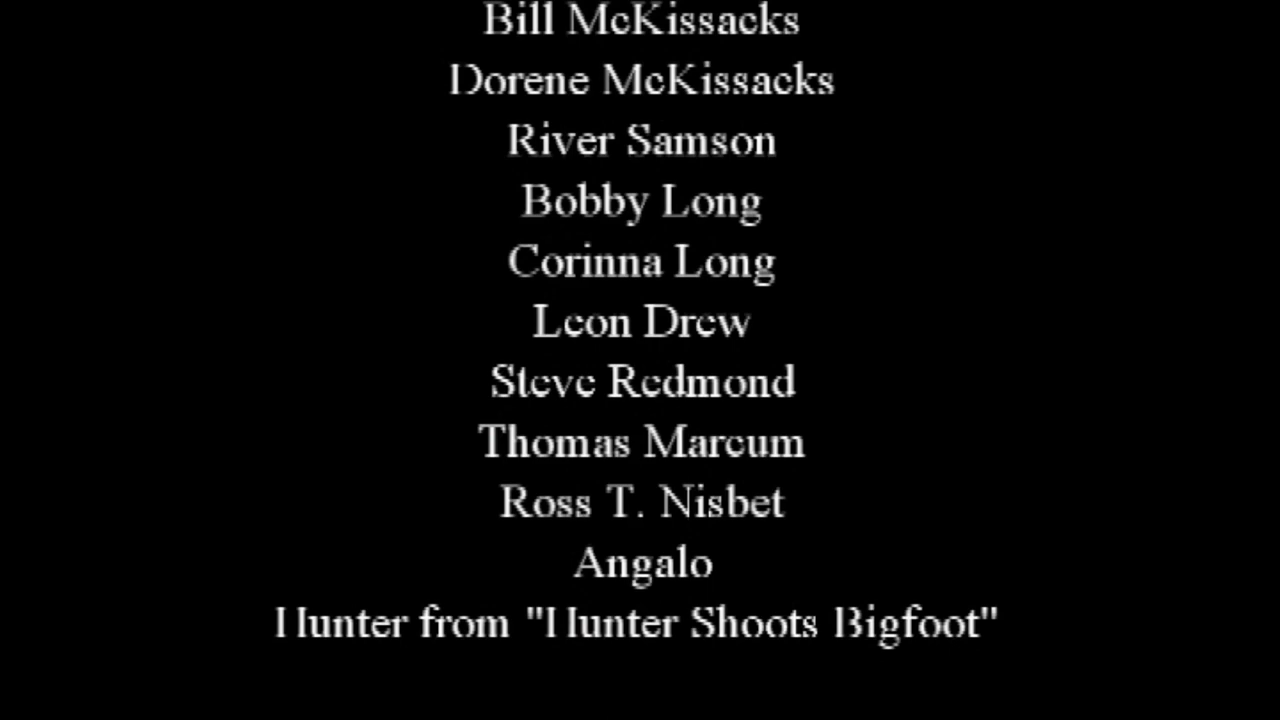 Bill McKissacks
Dorene McKissacks
River Samson
Bobby Long
Corinna Long
Leon Drew
Steve Redmond
Thomas Marcum
Ross T. Nisbet
Angalo
Hunter from "Hunter Shoots Bigfoot"